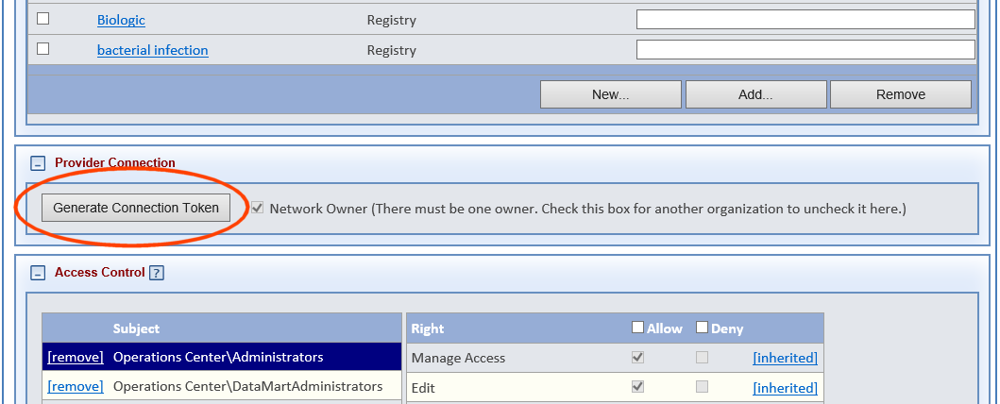 Biologic Registry
bacterial infection Registry
New... Add... Remove
Provider Connection
Generate Connection Token Network Owner (There must be one owner. Check this box for another organization to uncheck it here.)
Access Control ?
Subject Right Allow Deny
[remove] Operations Center\Administrators Manage Access [inherited]
[remove] Operations Center\DataMartAdministrators Edit [inherited]